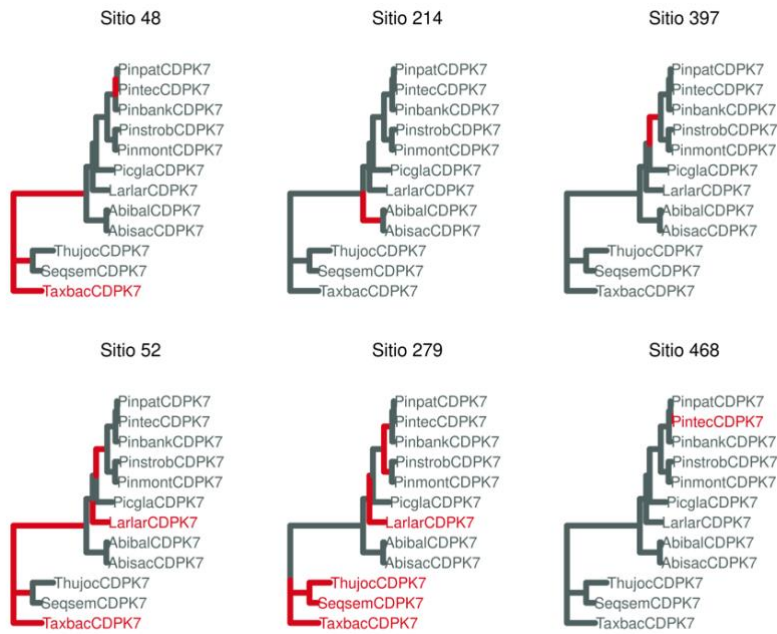 Sitio 48
PinpatCDPK7
PintecCDPK7
PinbankCDPK7
PinstrobCDPK7
PinmontCDPK7
PicglaCDPK7
LarlarCDPK7
AbibalCDPK7
AbisacCDPK7
ThujocCDPK7
SeqsemCDPK7
TaxbacCDPK7
Sitio 214
PinpatCDPK7
PintecCDPK7
PinbankCDPK7
PinstrobCDPK7
PinmontCDPK7
PicglaCDPK7
LarlarCDPK7
AbibalCDPK7
AbisacCDPK7
ThujocCDPK7
SeqsemCDPK7
TaxbacCDPK7
Sitio 397
PinpatCDPK7
PintecCDPK7
PinbankCDPK7
PinstrobCDPK7
PinmontCDPK7
PicglaCDPK7
LarlarCDPK7
AbibalCDPK7
AbisacCDPK7
ThujocCDPK7
SeqsemCDPK7
TaxbacCDPK7
Sitio 52
PinpatCDPK7
PintecCDPK7
PinbankCDPK7
PinstrobCDPK7
PinmontCDPK7
PicglaCDPK7
LarlarCDPK7
AbibalCDPK7
AbisacCDPK7
ThujocCDPK7
SeqsemCDPK7
TaxbacCDPK7
Sitio 279
PinpatCDPK7
PintecCDPK7
PinbankCDPK7
PinstrobCDPK7
PinmontCDPK7
PicglaCDPK7
LarlarCDPK7
AbibalCDPK7
AbisacCDPK7
ThujocCDPK7
SeqsemCDPK7
TaxbacCDPK7
Sitio 468
PinpatCDPK7
PintecCDPK7
PinbankCDPK7
PinstrobCDPK7
PinmontCDPK7
PicglaCDPK7
LarlarCDPK7
AbibalCDPK7
AbisacCDPK7
ThujocCDPK7
SeqsemCDPK7
TaxbacCDPK7